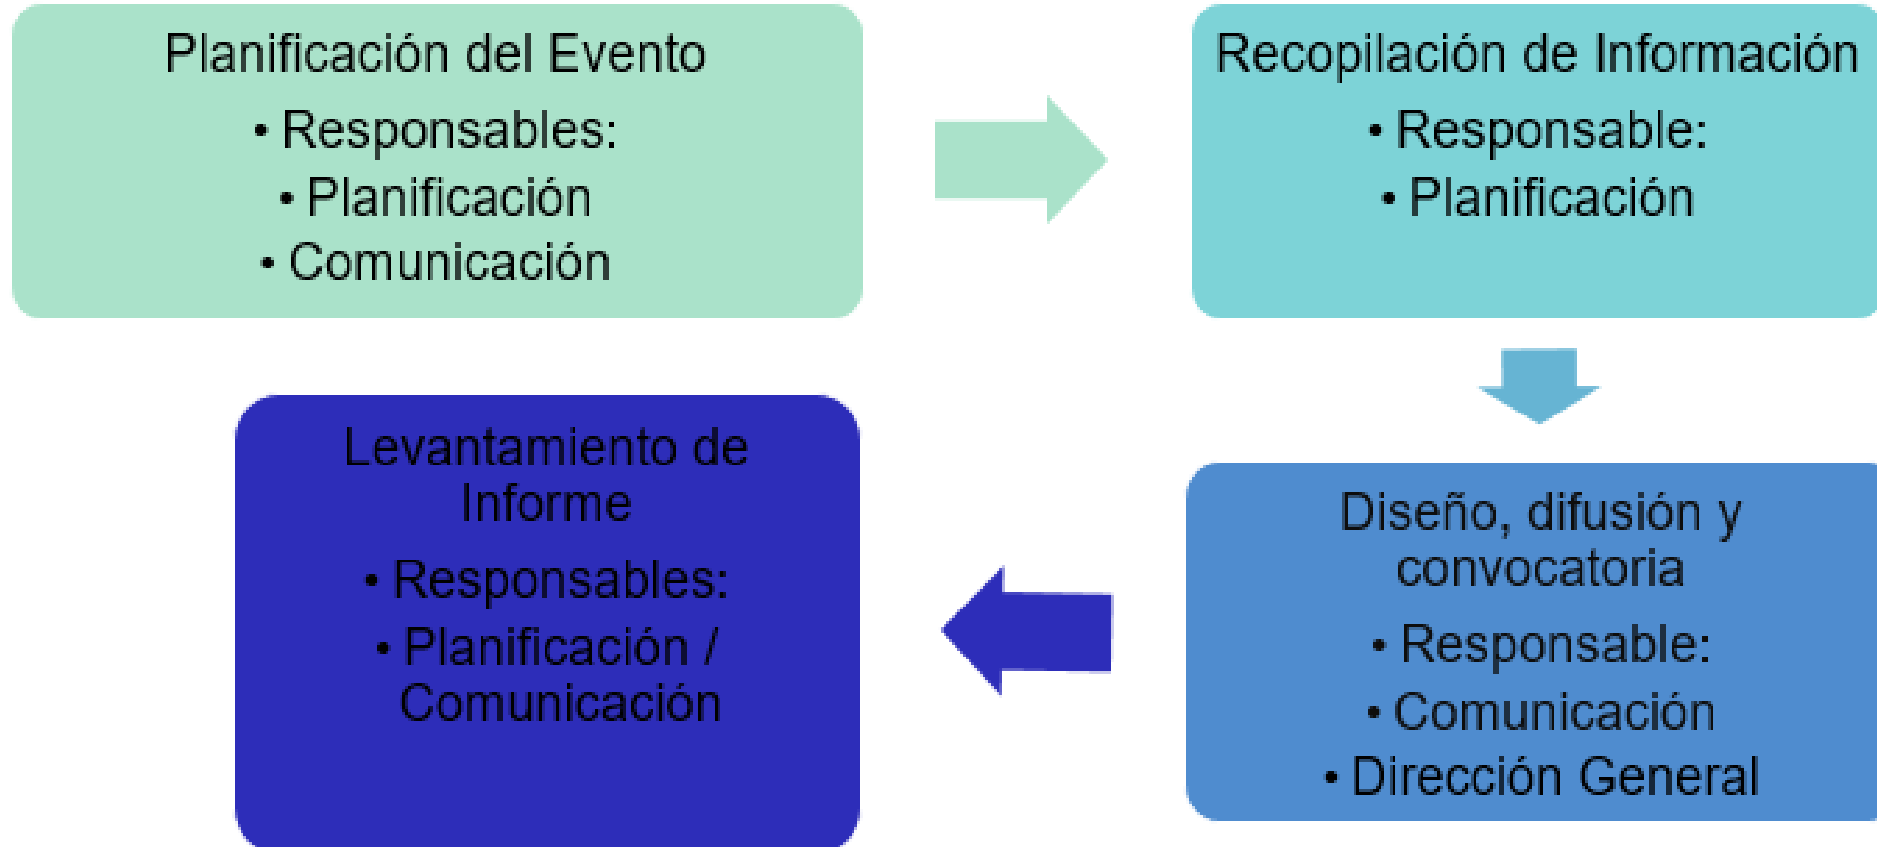 Planificación del Evento
• Responsables:
• Planificación
• Comunicación
Recopilación de Información
• Responsable:
• Planificación
Diseño, difusión y
convocatoria
• Responsable:
• Comunicación
• Dirección General
Levantamiento de
Informe
• Responsables:
• Planificación /
Comunicación